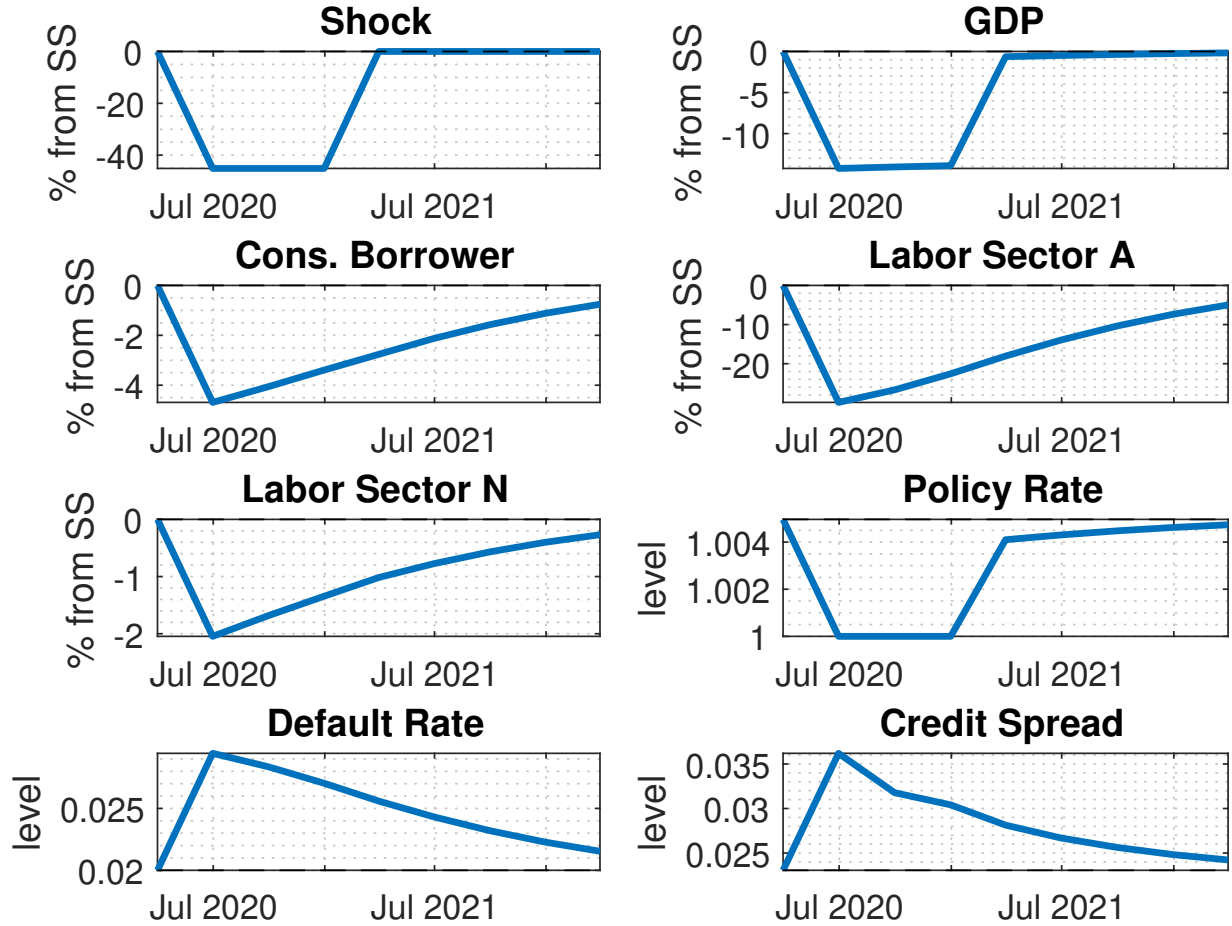 Shock
% from SS
0
-20
-40
Jul 2020
Jul 2021
GDP
% from SS
0
-5
-10
Jul 2020
Jul 2021
Cons. Borrower
% from SS
0
-2
-4
Jul 2020
Jul 2021
Labor Sector A
% from SS
0
-10
-20
Jul 2020
Jul 2021
Labor Sector N
% from SS
0
-1
-2
Jul 2020
Jul 2021
Policy Rate
level
1.004
1.002
1
Jul 2020
Jul 2021
Default Rate
level
0.025
0.02
Jul 2020
Jul 2021
Credit Spread
level
0.035
0.03
0.025
Jul 2020
Jul 2021